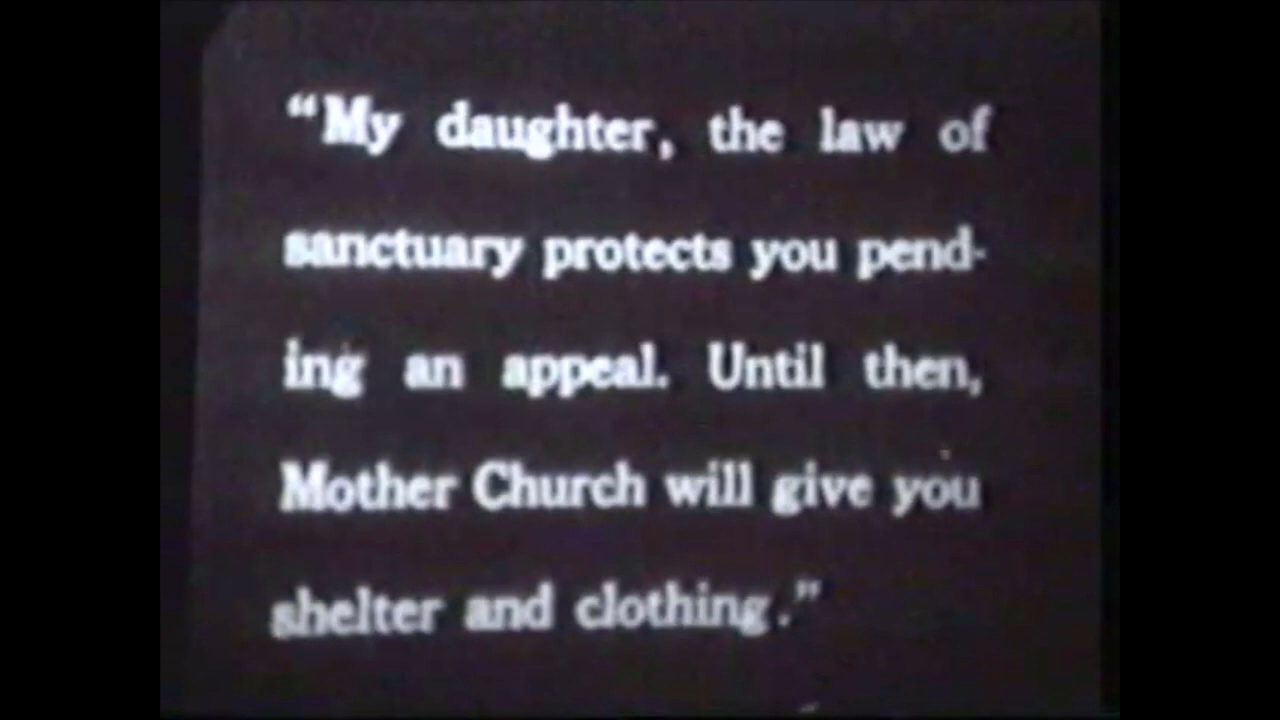 “My daughter, the law of
sanctuary protects you pend-
ing an appeal. Until then,
Mother Church will give you
shelter and clothing.”